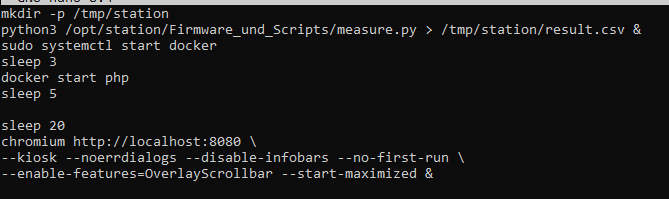 mkdir -p /tmp/station
python3 /opt/station/Firmware_und_Scripts/measure.py > /tmp/station/result.csv &
sudo systemctl start docker
sleep 3
docker start php
sleep 5
sleep 20
chromium http://localhost:8080 \
--kiosk --noerrdialogs --disable-infobars --no-first-run \
--enable-features=OverlayScrollbar --start-maximized &